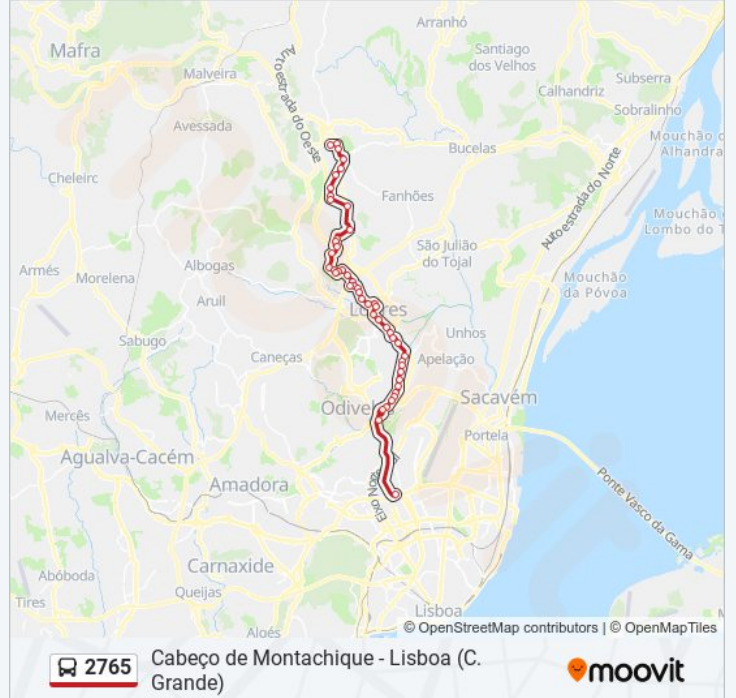 Arranhó
Mafra
Santiago
dos Velhos
Malveira
Autoestrada do Oeste
Subserra
Calhandriz
Sobralinho
Avessada
Mouchão d
Alhandra
Bucelas
Cheleirc
Fanhões
Autoestrada do Norte
Mouchão
Lombo do T
São Julião
do Tojal
Armés
Albogas
Morelena
Mouchão
da Póvoa
Aruil
Loures
Sabugo
Unhos
Caneças
Apelação
Sacavém
Mercês
Odivel
Portela
Agualva-Cacém
Amadora
Eixo Nor
Ponte Vasco da Gama
Carnaxide
Abóboda
Queijas
Tires
Lisboa
M
Aloés
© OpenStreetMap contributors | © OpenMapTiles
2765
Cabeço de Montachique - Lisboa (C.
Grande)
moovit